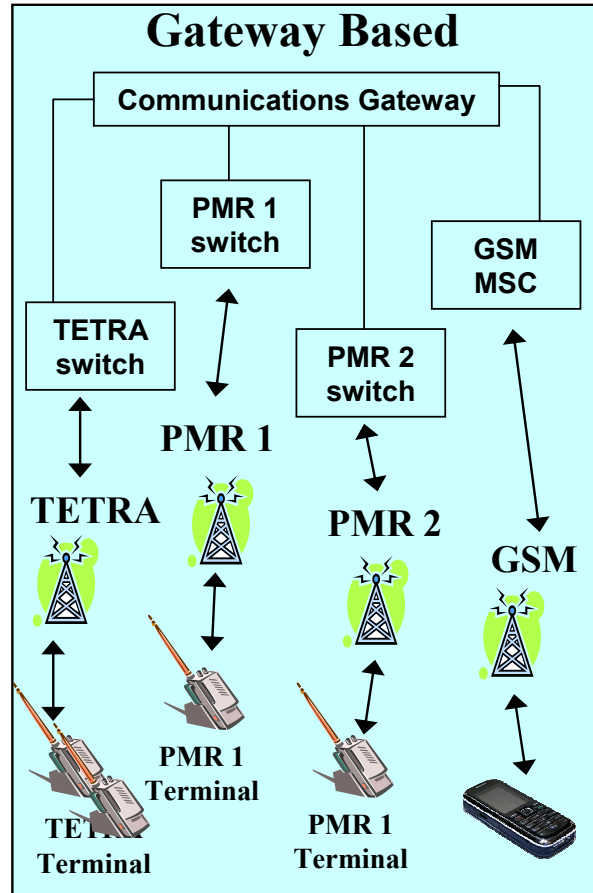 Gateway Based
Communications Gateway
PMR 1
switch
GSM
MSC
TETRA
switch
PMR 2
switch
PMR 1
TETRA
PMR 2
GSM
PMR 1
Terminal
TETRA
Terminal
PMR 1
Terminal